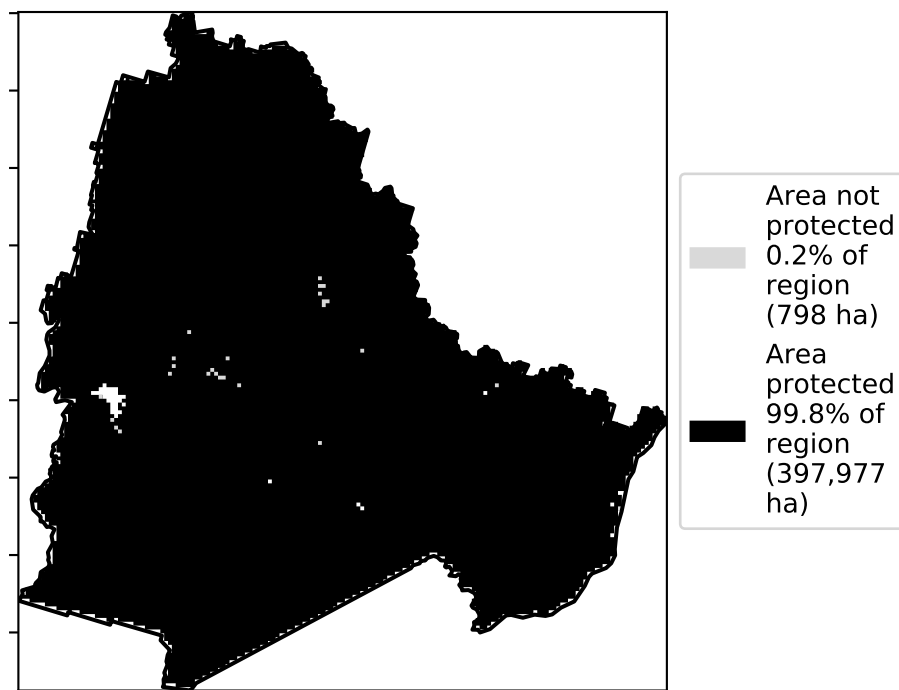 Area not
protected
0.2% of
region
(798 ha)
Area
protected
99.8% of
region
(397,977
ha)